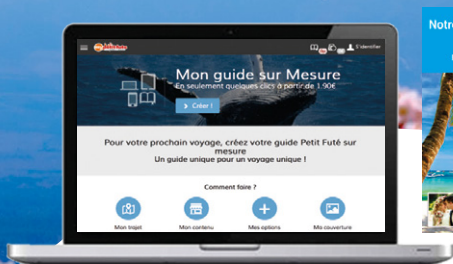 S'identifier
Mon guide sur Mesure
En seulement quelques clics à partir de 1.90€
> Créer !
Pour votre prochain voyage, créez votre guide Petit Futé sur
mesure
Un guide unique pour un voyage unique !
Comment faire ?
Mon trajet
Mon contenu
Mes options
Ma couverture